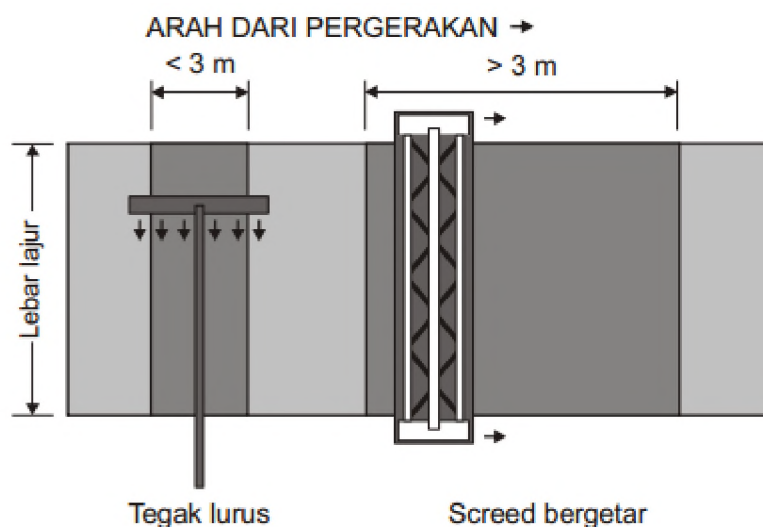 ARAH DARI PERGERAKAN →
< 3 m
> 3 m
Lebar lajur
Tegak lurus
Screed bergetar